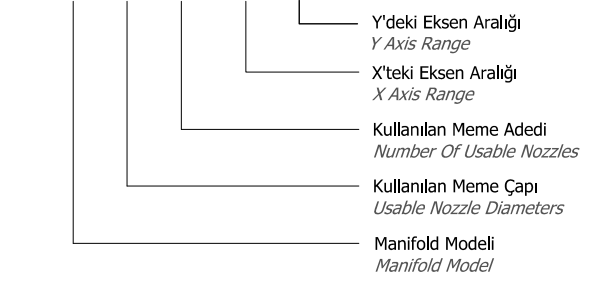 Y'deki Eksen Aralığı
Y Axis Range
X'teki Eksen Aralığı
X Axis Range
Kullanılan Meme Adedi
Number Of Usable Nozzles
Kullanılan Meme Çapı
Usable Nozzle Diameters
Manifold Modeli
Manifold Model